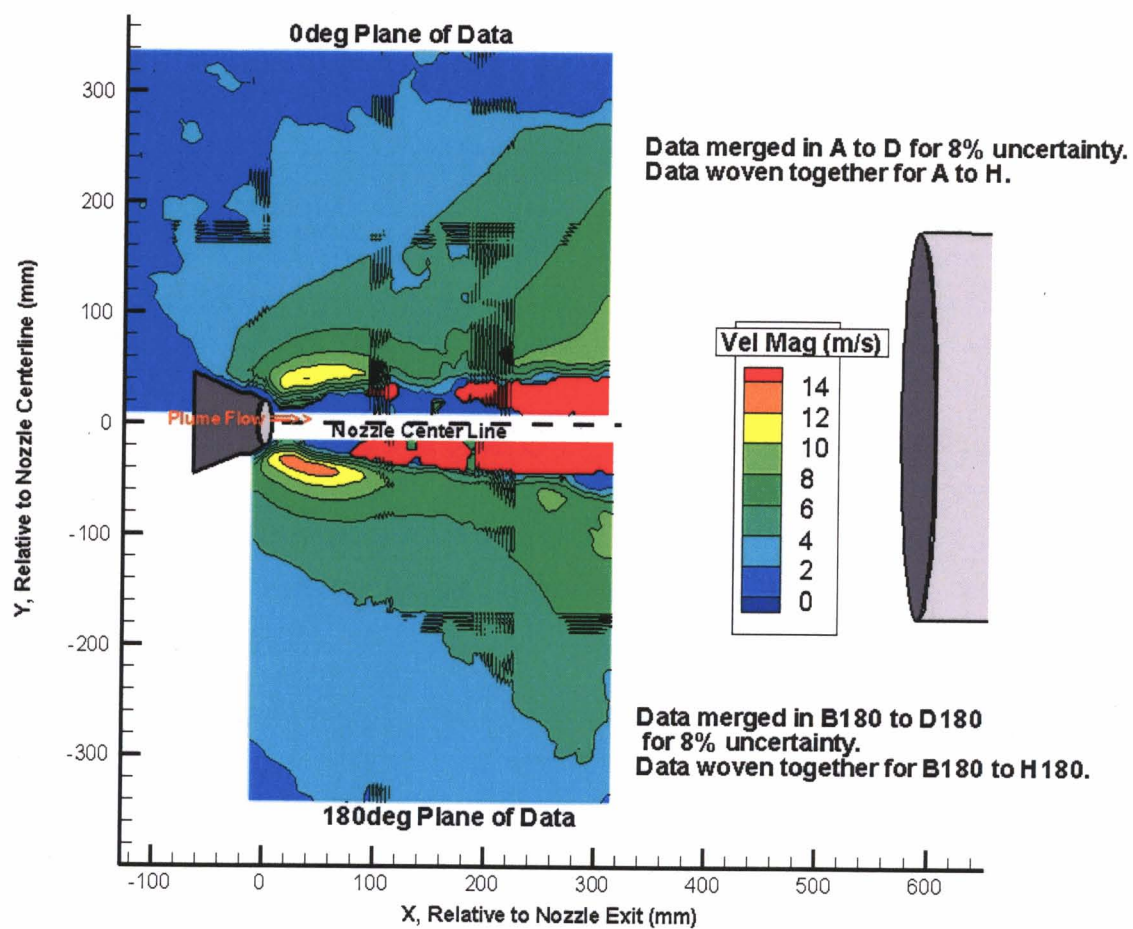 0deg Plane of Data
300
200
100
0
-100
-200
-300
Y, Relative to Nozzle Centerline (mm)
Data merged in A to D for 8% uncertainty.
Data woven together for A to H.
Vel Mag (m/s)
14
12
10
8
6
4
2
0
Plume Flow
Nozzle Center Line
Data merged in B180 to D180
for 8% uncertainty.
Data woven together for B180 to H180.
180deg Plane of Data
-100 0 100 200 300 400 500 600
X, Relative to Nozzle Exit (mm)